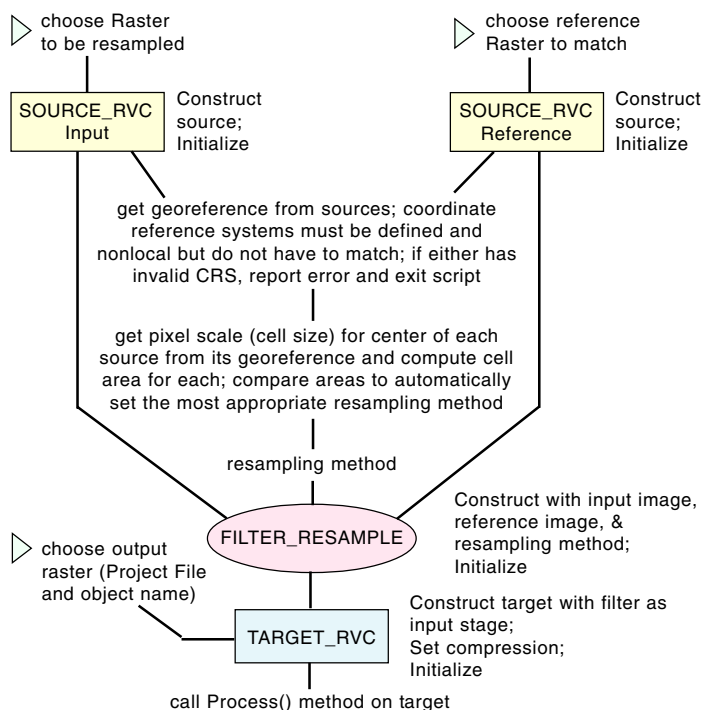 choose Raster
to be resampled
choose reference
Raster to match
SOURCE_RVC
Input
Construct
source;
Initialize
SOURCE_RVC
Reference
Construct
source;
Initialize
get georeference from sources; coordinate
reference systems must be defined and
nonlocal but do not have to match; if either has
invalid CRS, report error and exit script
get pixel scale (cell size) for center of each
source from its georeference and compute cell
area for each; compare areas to automatically
set the most appropriate resampling method
resampling method
FILTER_RESAMPLE
Construct with input image,
reference image, &
resampling method;
Initialize
choose output
raster (Project File
and object name)
TARGET_RVC
Construct target with filter as
input stage;
Set compression;
Initialize
call Process() method on target